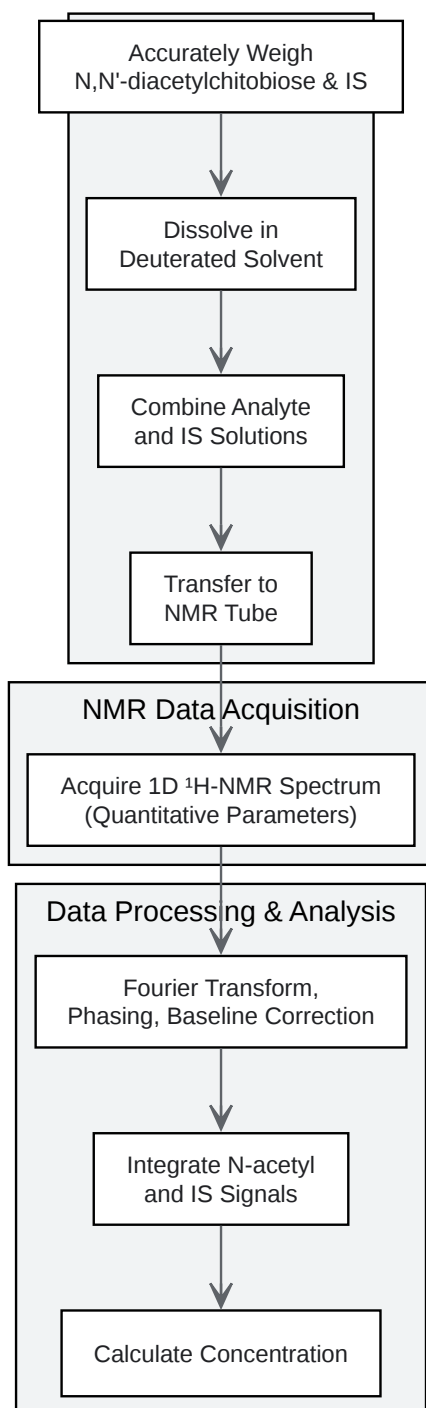 Accurately Weigh
N,N'-diacetylchitobiose & IS
Dissolve in
Deuterated Solvent
Combine Analyte
and IS Solutions
Transfer to
NMR Tube
NMR Data Acquisition
Acquire 1D ¹H-NMR Spectrum
(Quantitative Parameters)
Data Processing & Analysis
Fourier Transform,
Phasing, Baseline Correction
Integrate N-acetyl
and IS Signals
Calculate Concentration